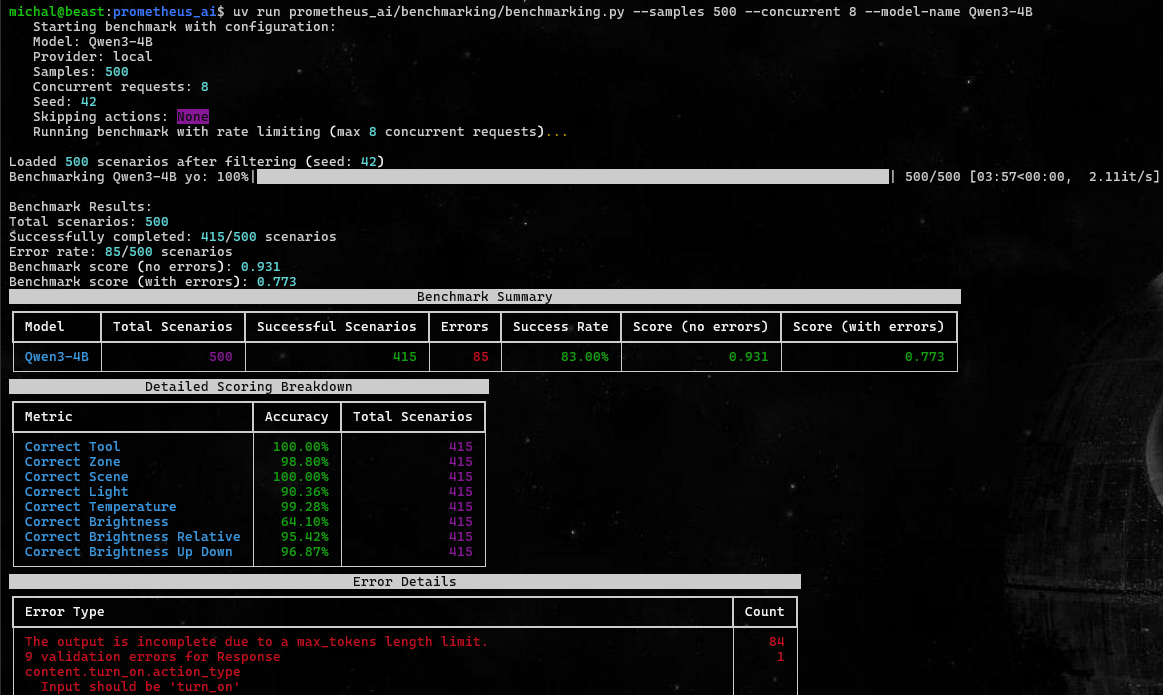 michal@beast:prometheus_ai$ uv run prometheus_ai/benchmarking/benchmarking.py --samples 500 --concurrent 8 --model-name Qwen3-4B
Starting benchmark with configuration:
Model: Qwen3-4B
Provider: local
Samples: 500
Concurrent requests: 8
Seed: 42
Skipping actions: None
Running benchmark with rate limiting (max 8 concurrent requests)...
Loaded 500 scenarios after filtering (seed: 42)
Benchmarking Qwen3-4B yo: 100%| | 500/500 [03:57<00:00, 2.11it/s]
Benchmark Results:
Total scenarios: 500
Successfully completed: 415/500 scenarios
Error rate: 85/500 scenarios
Benchmark score (no errors): 0.931
Benchmark score (with errors): 0.773
Benchmark Summary
Model Total Scenarios Successful Scenarios Errors Success Rate Score (no errors) Score (with errors)
Qwen3-4B 500 415 85 83.00% 0.931 0.773
Detailed Scoring Breakdown
Metric Accuracy Total Scenarios
Correct Tool 100.00% 415
Correct Zone 98.80% 415
Correct Scene 100.00% 415
Correct Light 90.36% 415
Correct Temperature 99.28% 415
Correct Brightness 64.10% 415
Correct Brightness Relative 95.42% 415
Correct Brightness Up Down 96.87% 415
Error Details
Error Type Count
The output is incomplete due to a max_tokens length limit. 84
9 validation errors for Response 1
content.turn_on.action_type
Input should be 'turn_on'